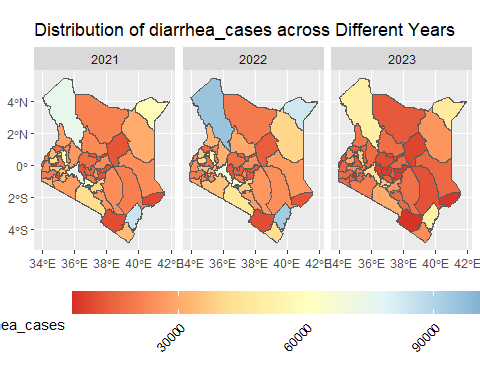 Distribution of diarrhea_cases across Different Years
2021 2022 2023
4°N
2°N
0°
2°S
4°S
34°E 36°E 38°E 40°E 42°E 34°E 36°E 38°E 40°E 42°E 34°E 36°E 38°E 40°E 42°E
ea_cases
30000 60000 90000